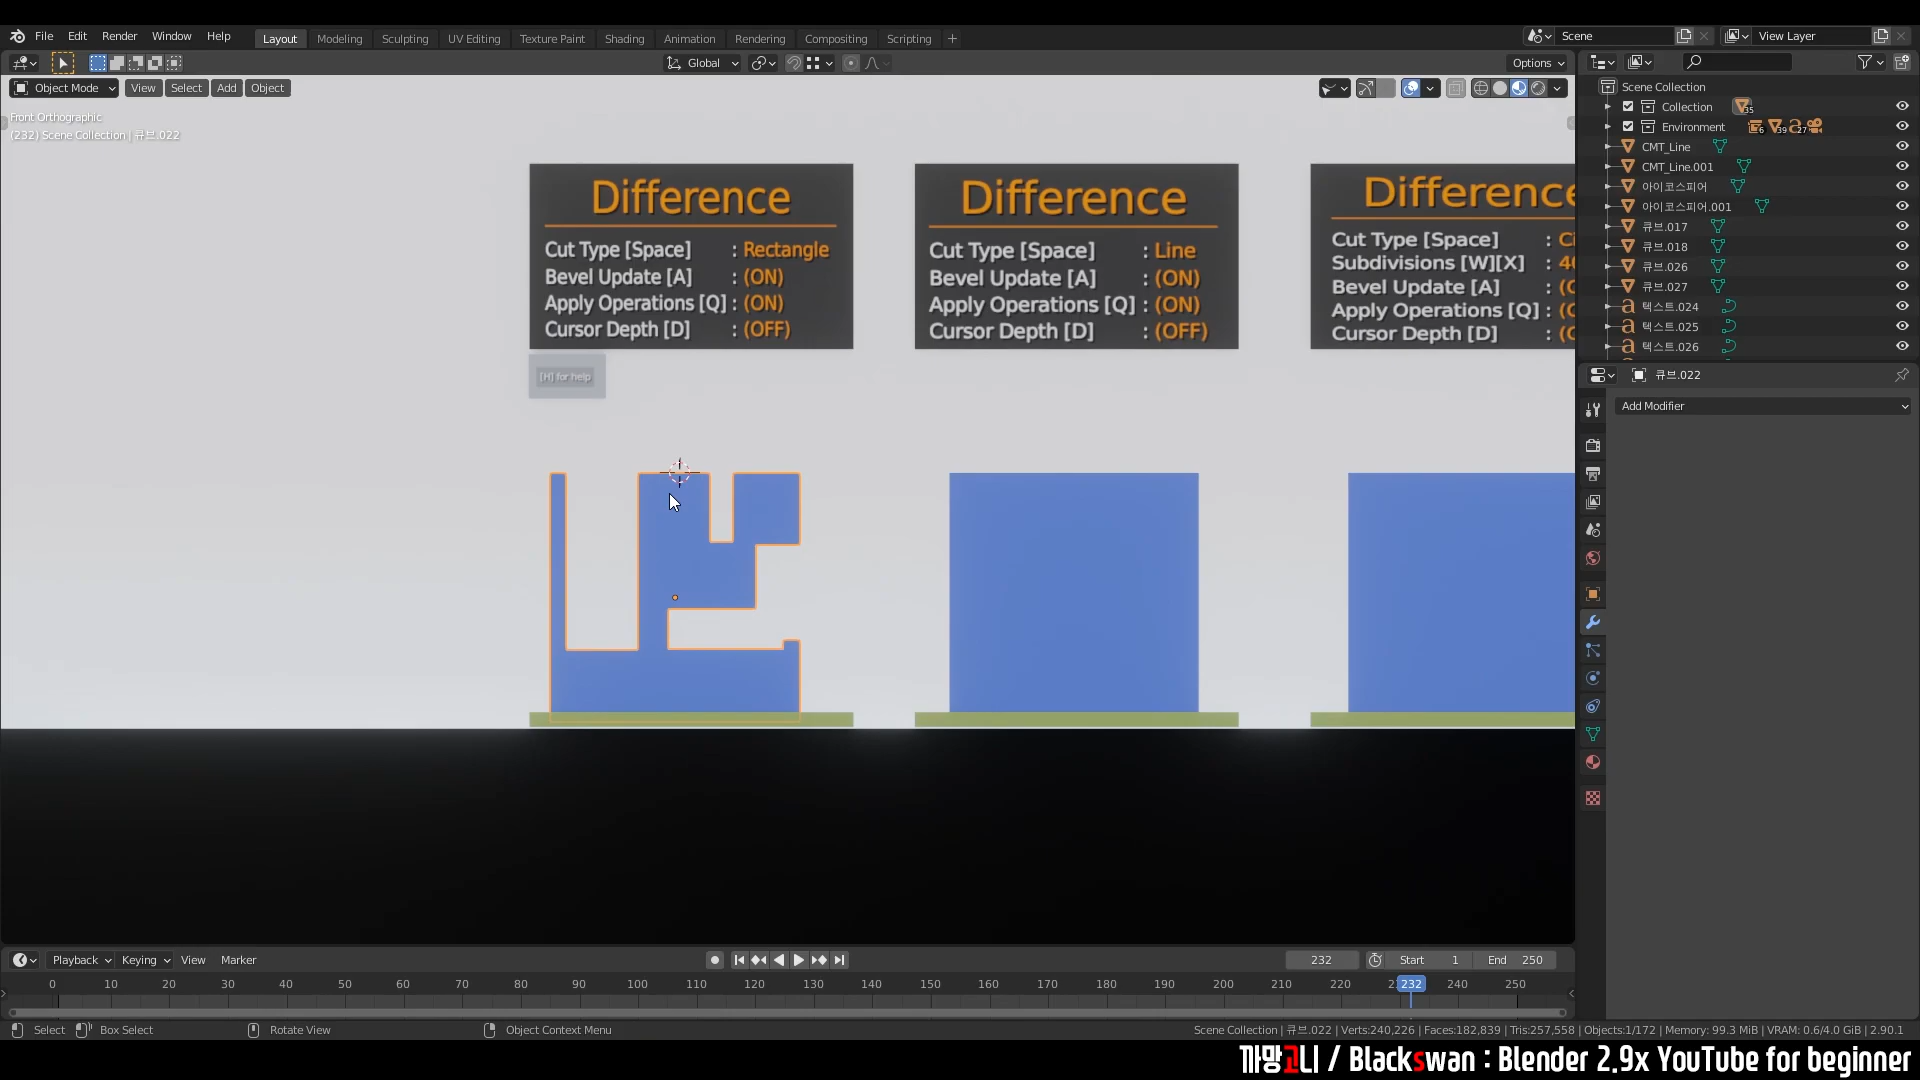 File Edit Render Window Help
Layout Modeling Sculpting UV Editing Texture Paint Shading Animation Rendering Compositing Scripting +
Scene
View Layer
Global
Options
Object Mode View Select Add Object
Front Orthographic
(232) Scene Collection | 큐브.022
Difference
Cut Type [Space] : Rectangle
Bevel Update [A] : (ON)
Apply Operations [Q] : (ON)
Cursor Depth [D] : (OFF)
[H] for help
Difference
Cut Type [Space] : Line
Bevel Update [A] : (ON)
Apply Operations [Q] : (ON)
Cursor Depth [D] : (OFF)
Difference
Cut Type [Space] :
Subdivisions [W][X] :
Bevel Update [A] :
Apply Operations [Q] :
Cursor Depth [D] :
Scene Collection
Collection 35
Environment 6 39 27
CMT_Line
CMT_Line.001
아이코스피어
아이코스피어.001
큐브.017
큐브.018
큐브.026
큐브.027
텍스트.024
텍스트.025
텍스트.026
큐브.022
Add Modifier
Playback Keying View Marker
232
Start 1 End 250
0 10 20 30 40 50 60 70 80 90 100 110 120 130 140 150 160 170 180 190 200 210 220 232 240 250
Select Box Select Rotate View Object Context Menu
Scene Collection | 큐브.022 | Verts:240,226 | Faces:182,839 | Tris:257,558 | Objects:1/172 | Memory: 99.3 MiB | VRAM: 0.6/4.0 GiB | 2.90.1
까망고니 / Blackswan : Blender 2.9x YouTube for beginner